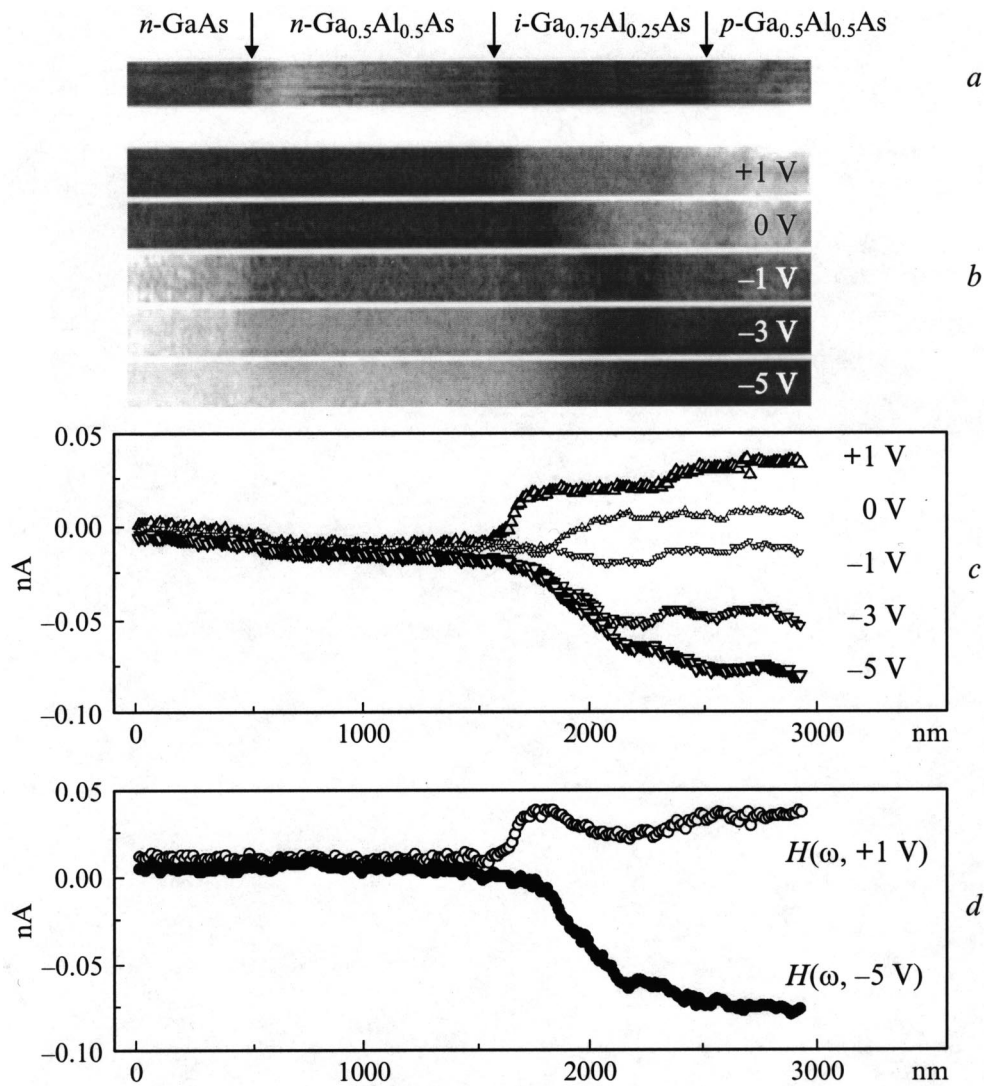 n-GaAs n-Ga₀.₅Al₀.₅As i-Ga₀.₇₅Al₀.₂₅As p-Ga₀.₅Al₀.₅As
a
+1 V
0 V
–1 V
b
–3 V
–5 V
0.05
+1 V
0 V
0.00
–1 V
nA
c
–0.05
–3 V
–5 V
–0.10
0 1000 2000 3000 nm
0.05
H(ω, +1 V)
0.00
nA
d
–0.05
H(ω, –5 V)
–0.10
0 1000 2000 3000 nm